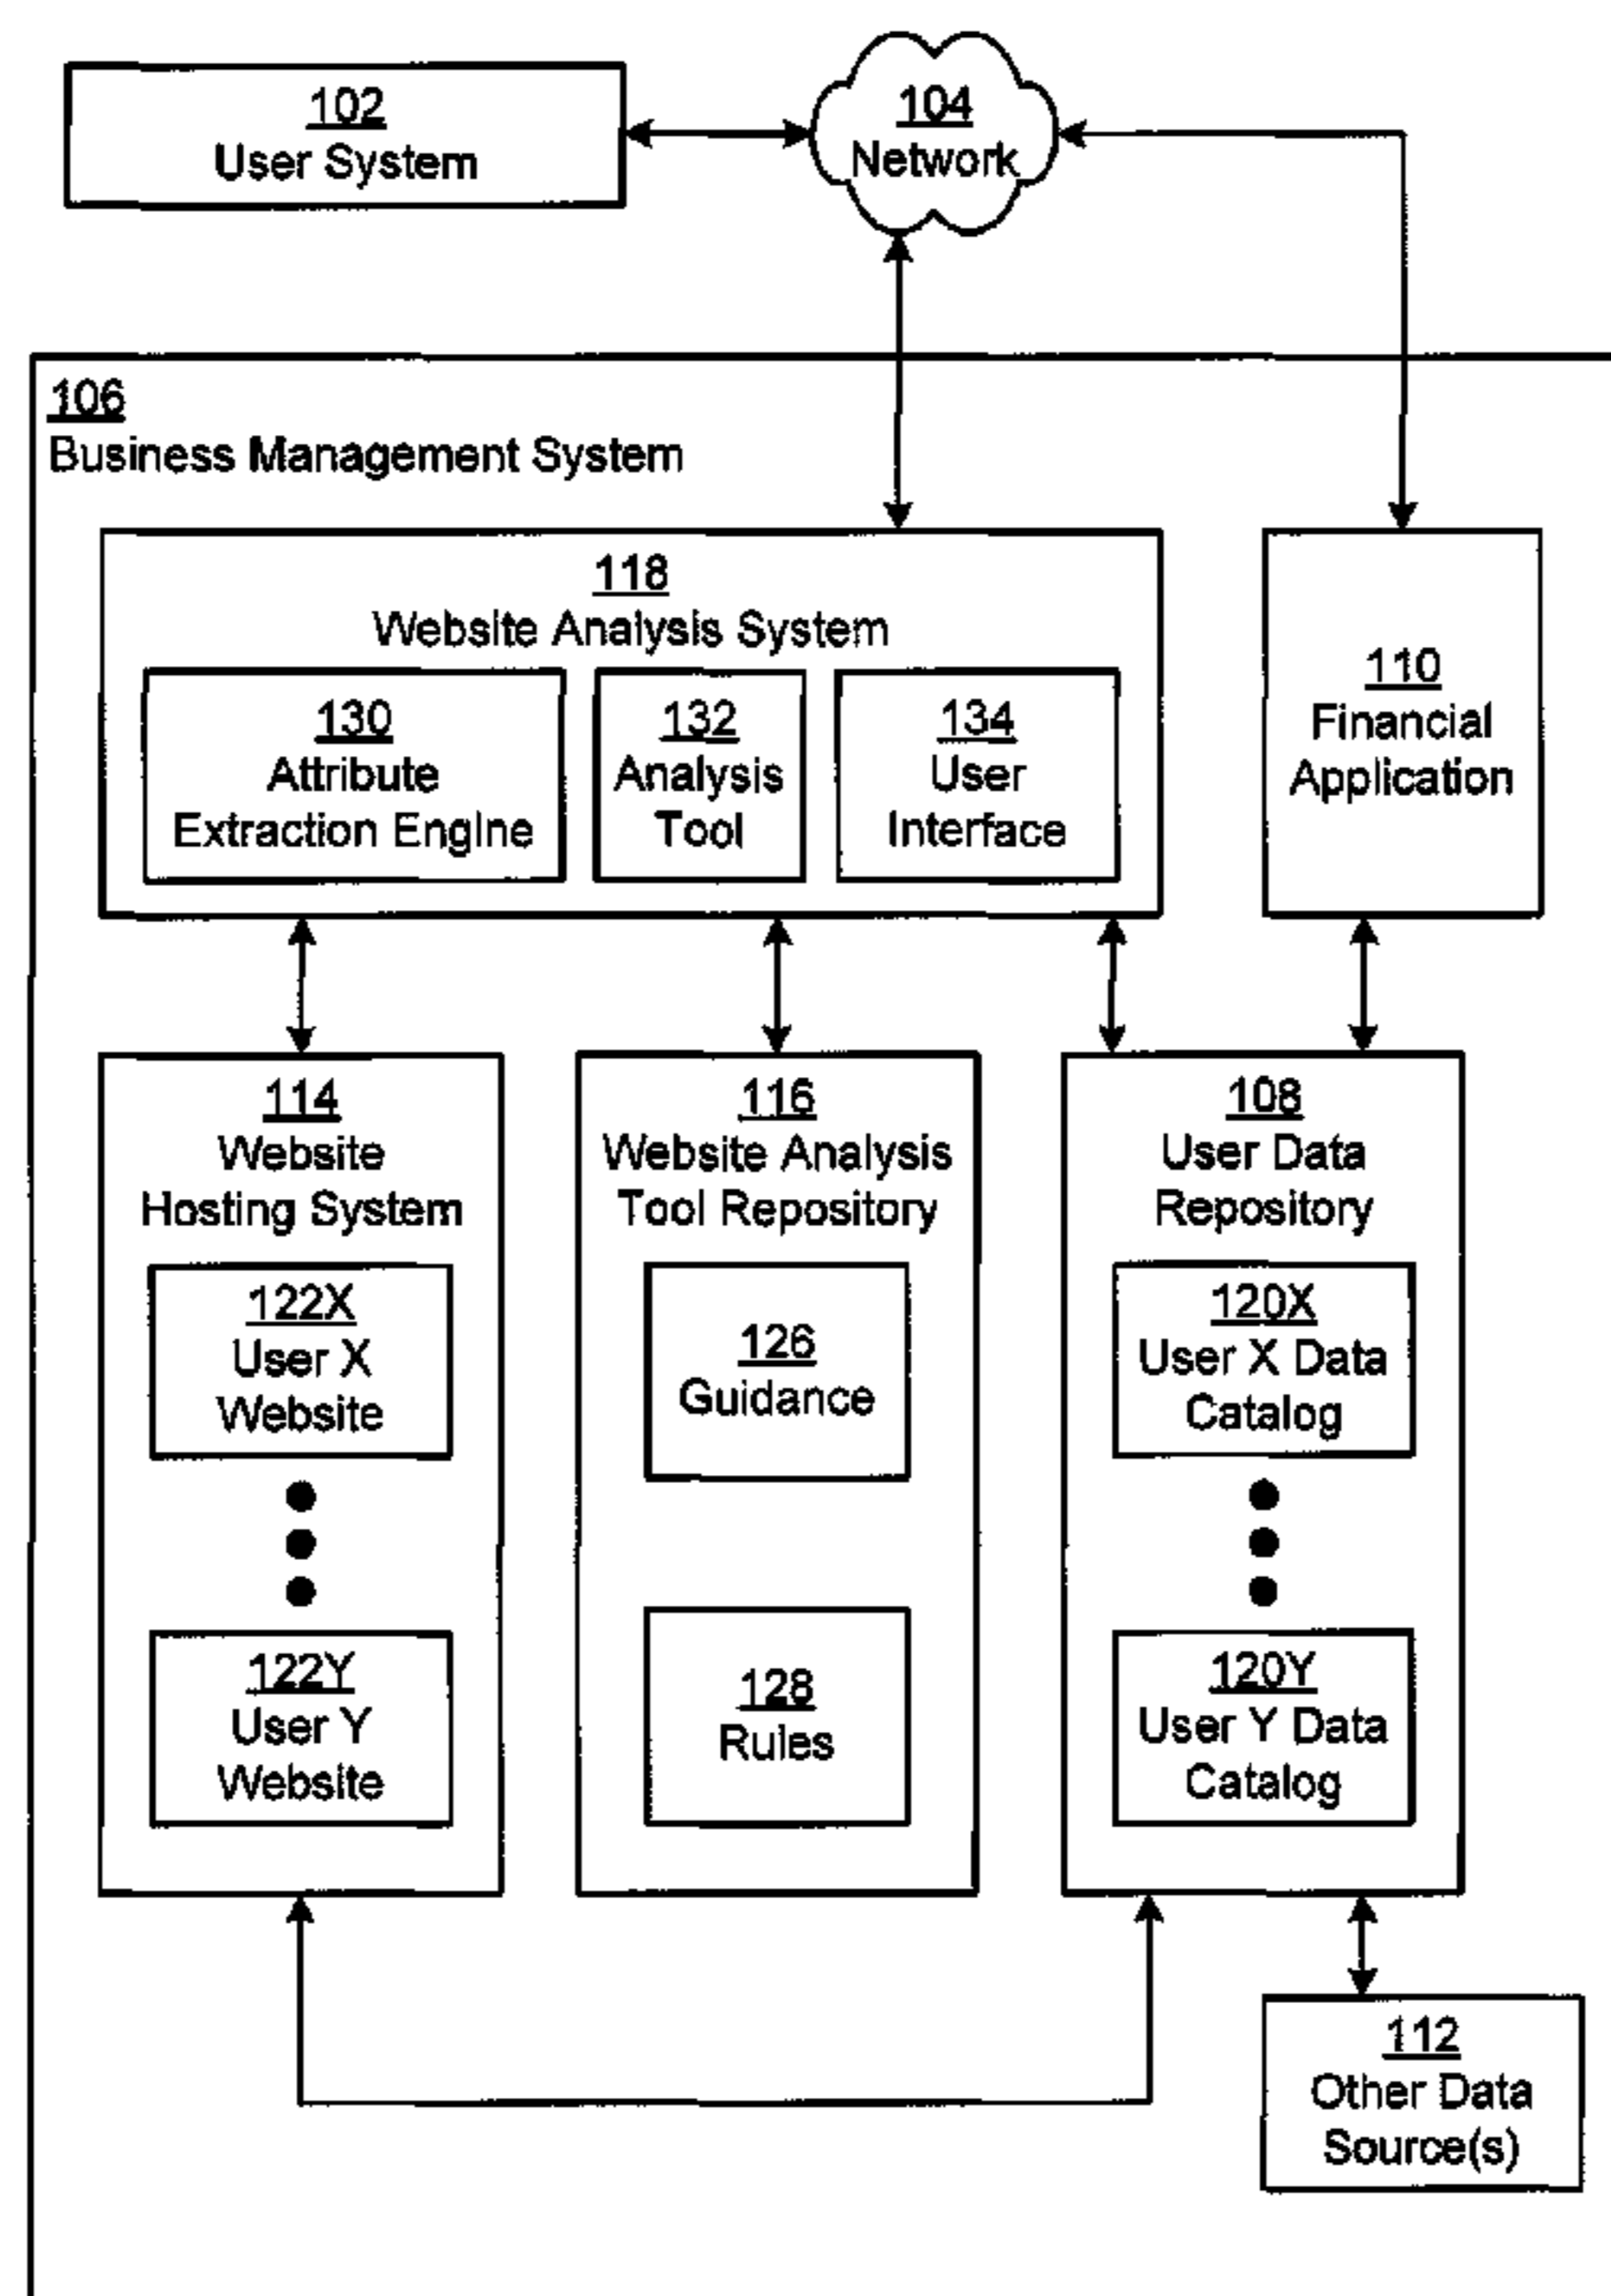 102
User System
104
Network
106
Business Management System
118
Website Analysis System
130
Attribute
Extraction Engine
132
Analysis
Tool
134
User
Interface
110
Financial
Application
114
Website
Hosting System
122X
User X
Website
122Y
User Y
Website
116
Website Analysis
Tool Repository
126
Guidance
128
Rules
108
User Data
Repository
120X
User X Data
Catalog
120Y
User Y Data
Catalog
112
Other Data
Source(s)